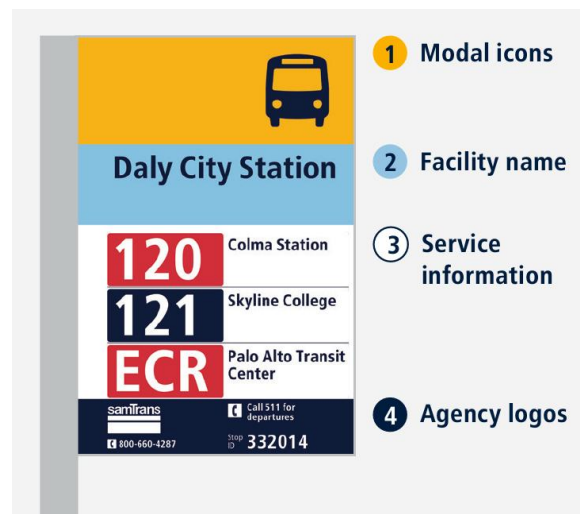 Daly City Station
120 Colma Station
121 Skyline College
ECR Palo Alto Transit
Center
samTrans
800-660-4287
Call 511 for
departures
Stop
ID 332014
1 Modal icons
2 Facility name
3 Service
information
4 Agency logos